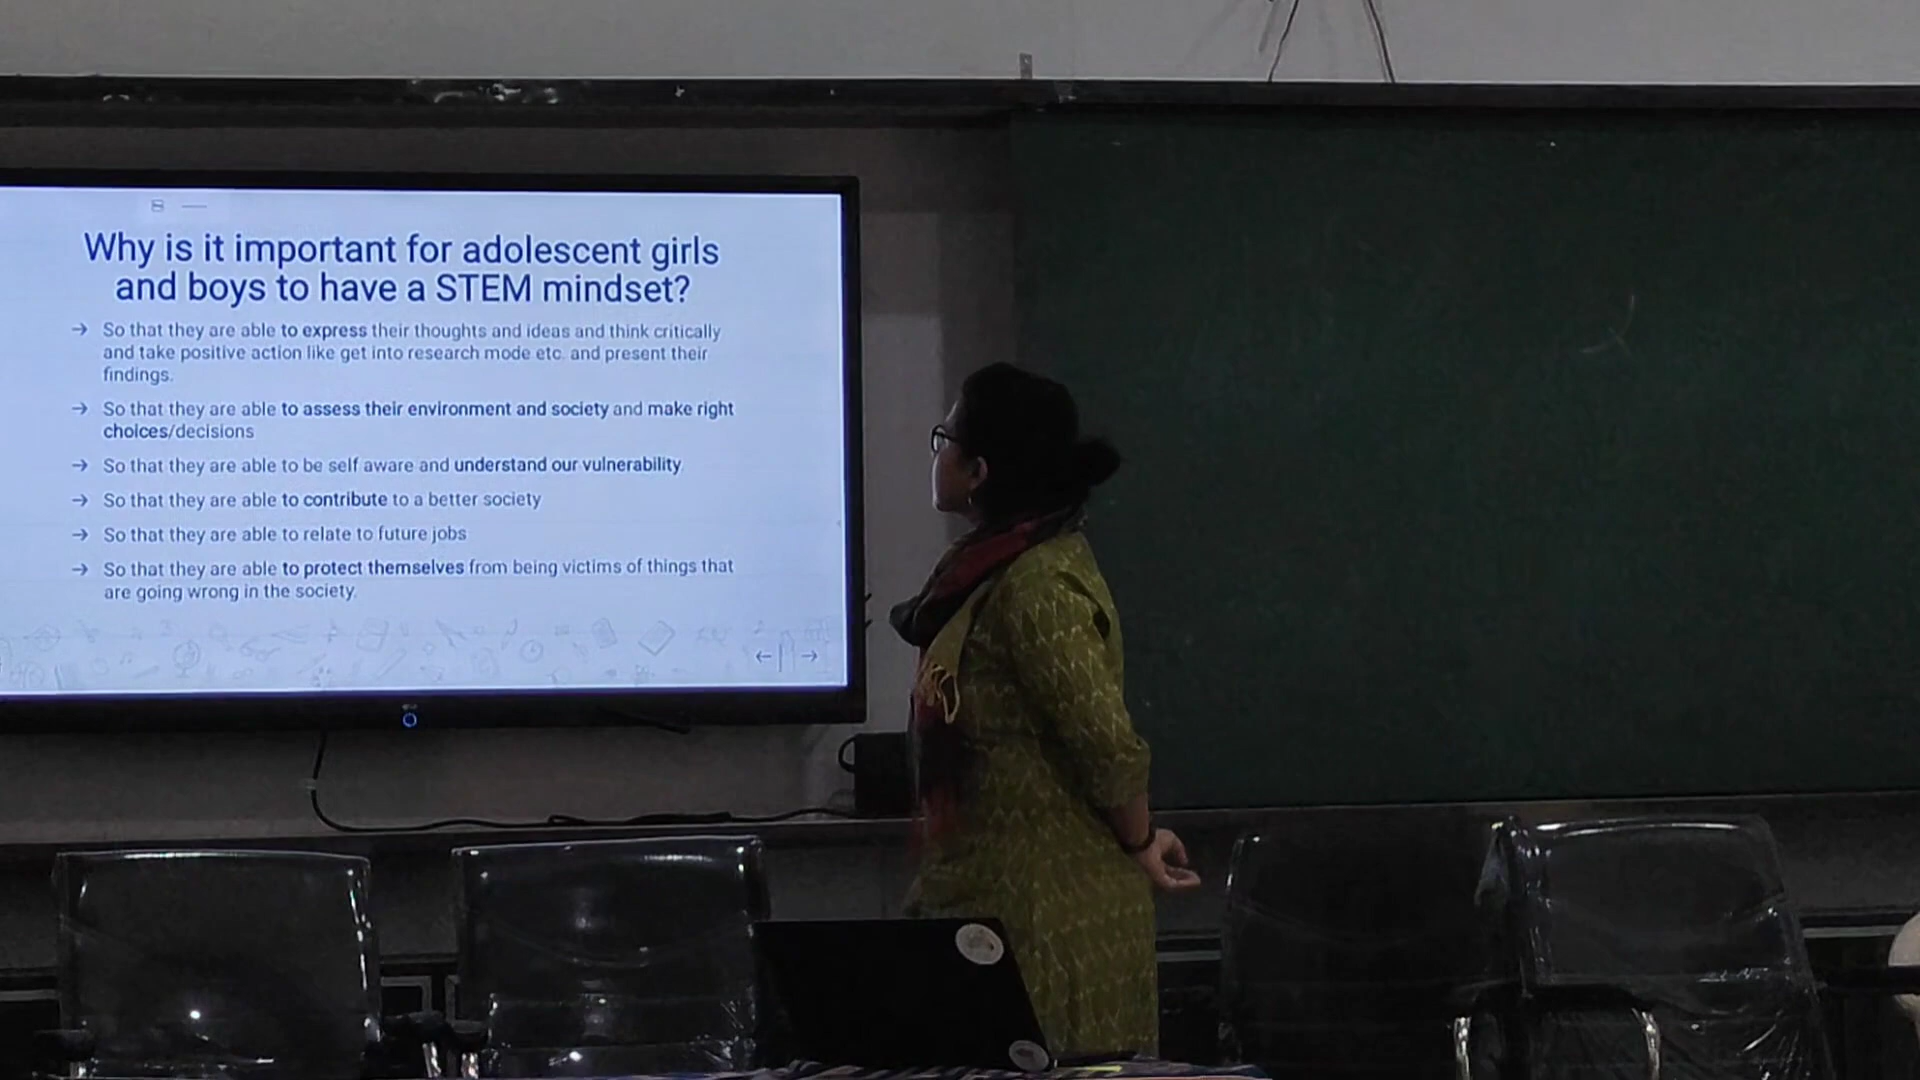 Why is it important for adolescent girls
and boys to have a STEM mindset?
→ So that they are able to express their thoughts and ideas and think critically
and take positive action like get into research mode etc. and present their
findings.
→ So that they are able to assess their environment and society and make right
choices/decisions
→ So that they are able to be self aware and understand our vulnerability.
→ So that they are able to contribute to a better society
→ So that they are able to relate to future jobs
→ So that they are able to protect themselves from being victims of things that
are going wrong in the society.